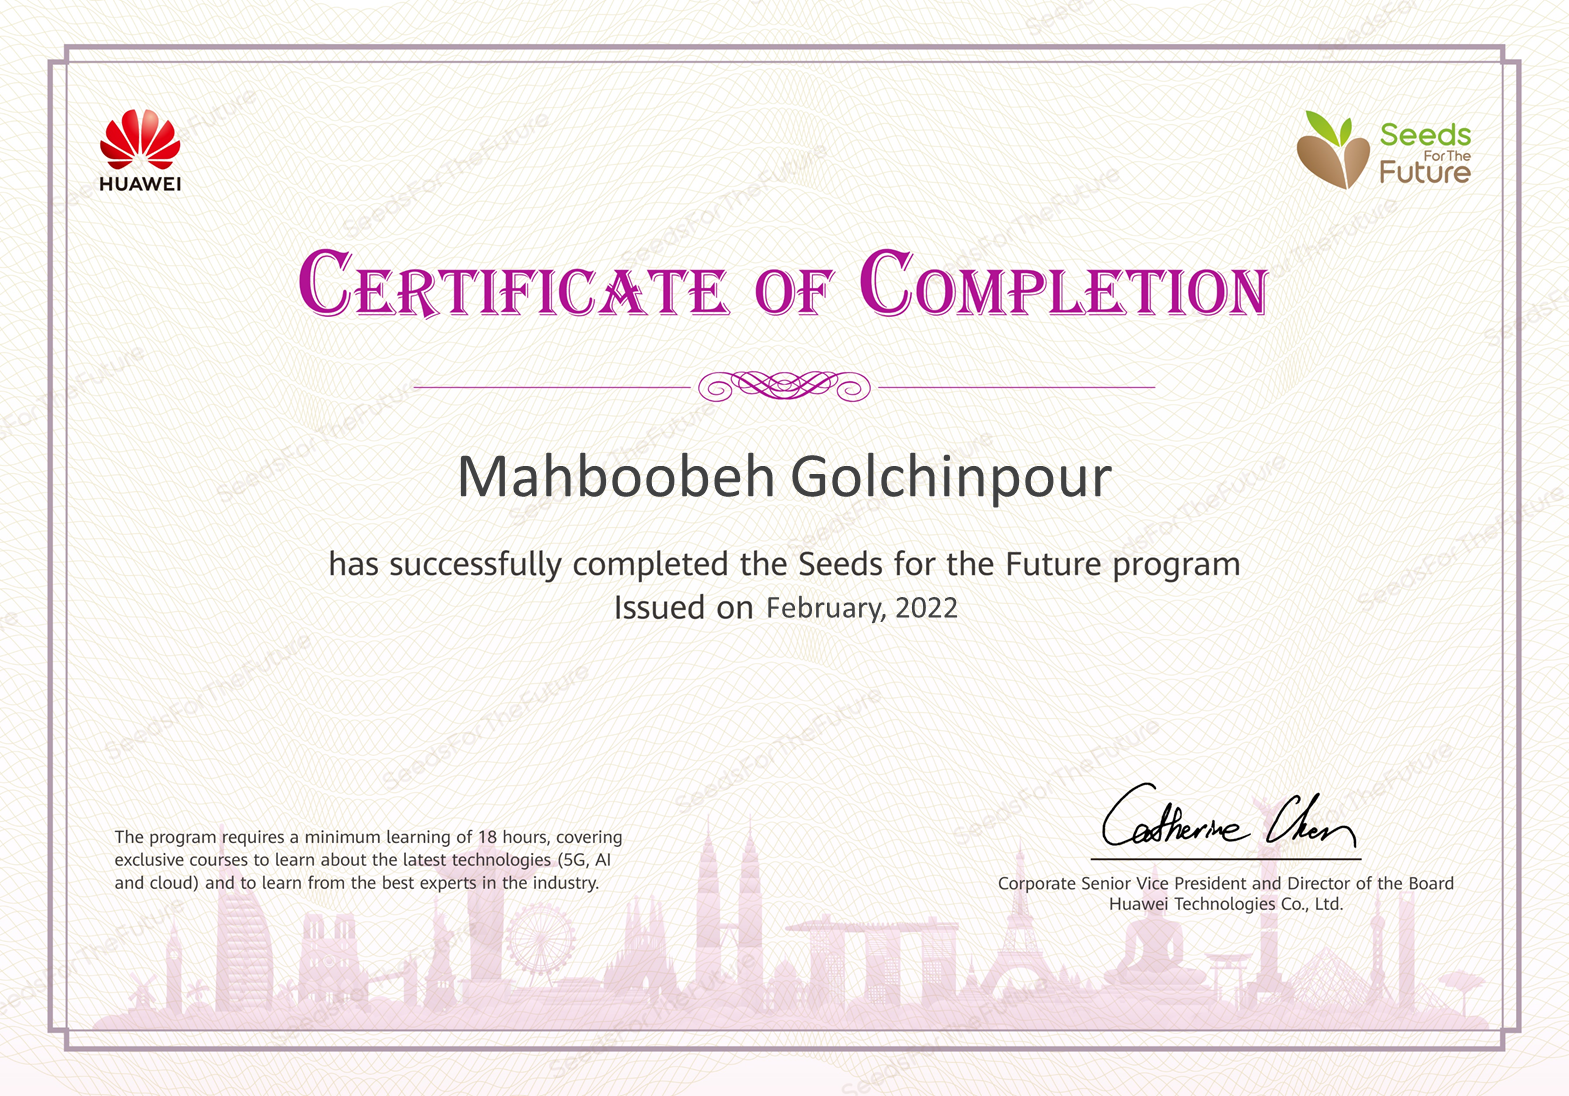 HUAWEI
Seeds
For The
Future
CERTIFICATE OF COMPLETION
Mahboobeh Golchinpour
has successfully completed the Seeds for the Future program
Issued on February, 2022
The program requires a minimum learning of 18 hours, covering
exclusive courses to learn about the latest technologies (5G, AI
and cloud) and to learn from the best experts in the industry.
Catherine Chen
Corporate Senior Vice President and Director of the Board
Huawei Technologies Co., Ltd.
SeedsForTheFuture